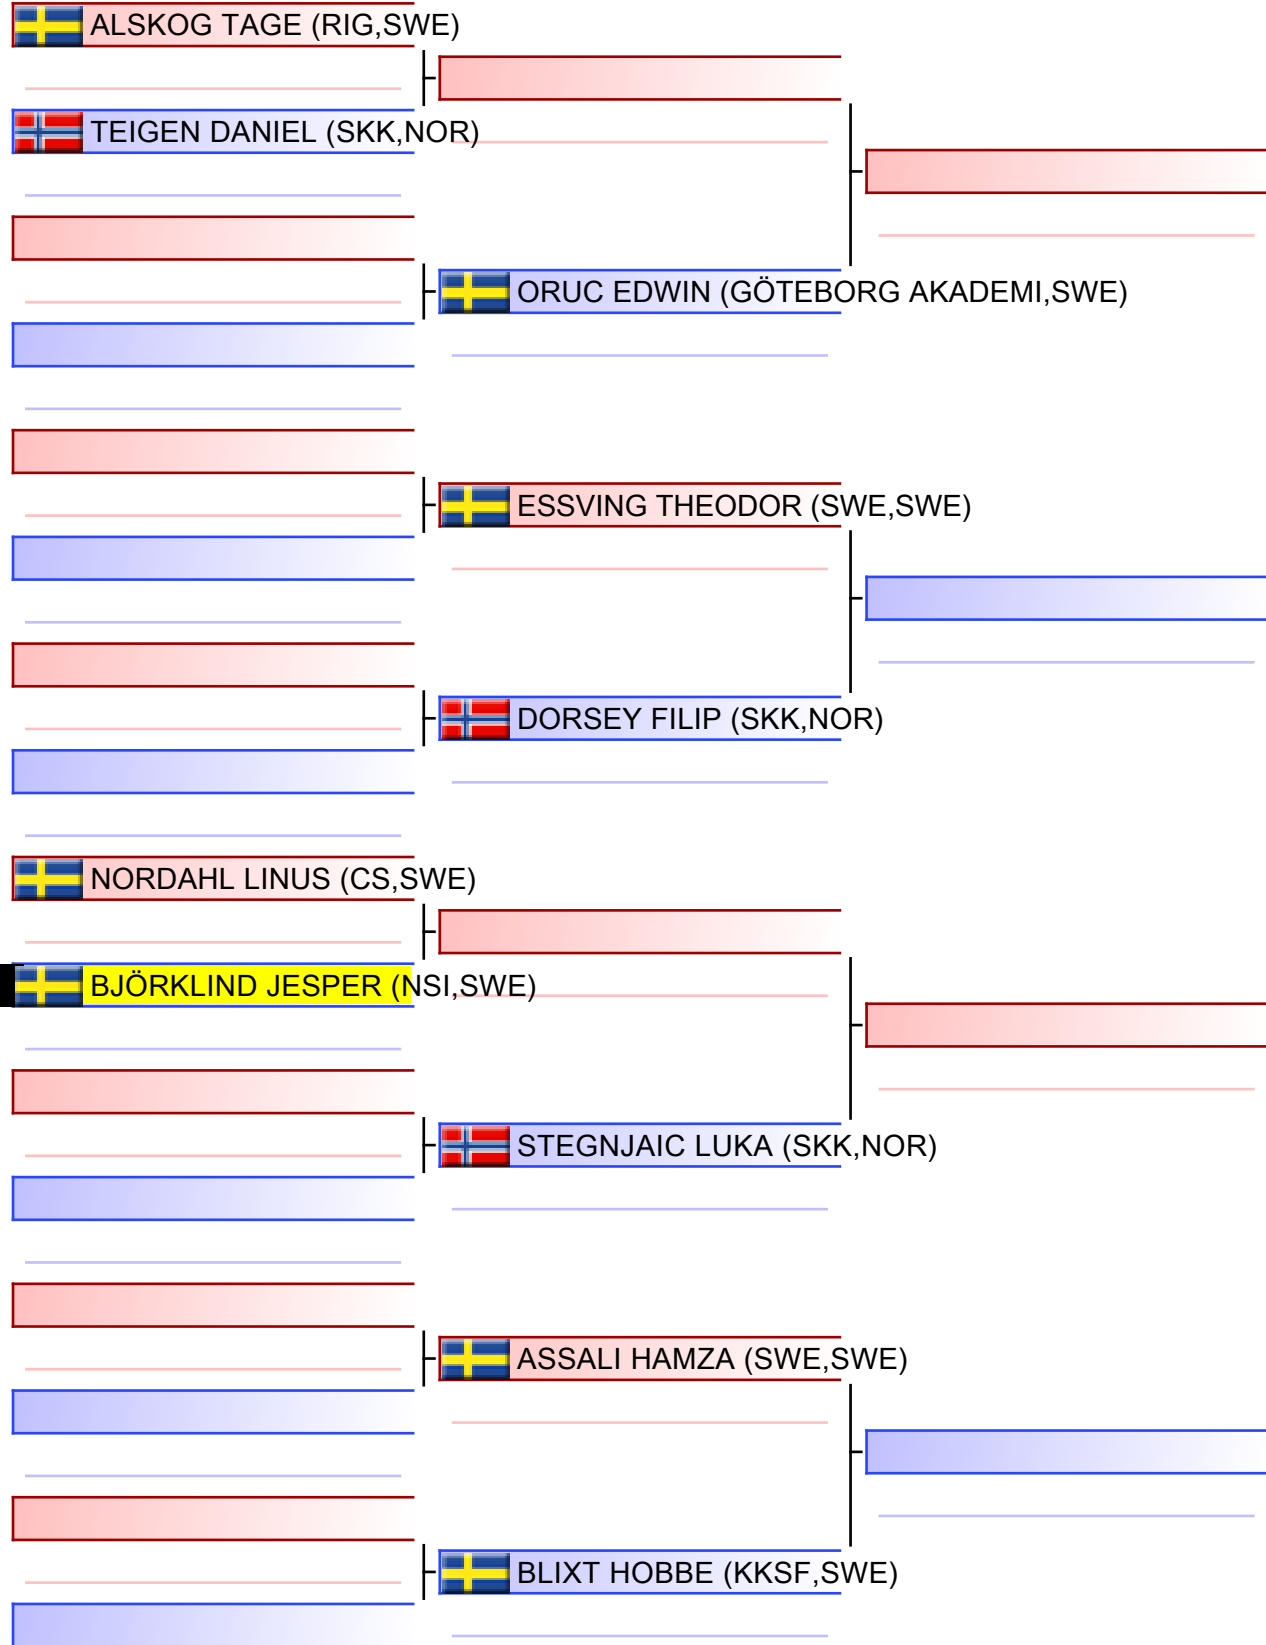 ALSKOG TAGE (RIG,SWE)
TEIGEN DANIEL (SKK,NOR)
ORUC EDWIN (GÖTEBORG AKADEMI,SWE)
ESSVING THEODOR (SWE,SWE)
DORSEY FILIP (SKK,NOR)
NORDAHL LINUS (CS,SWE)
BJÖRKLIND JESPER (NSI,SWE)
STEGNJAIC LUKA (SKK,NOR)
ASSALI HAMZA (SWE,SWE)
BLIXT HOBBE (KKSF,SWE)